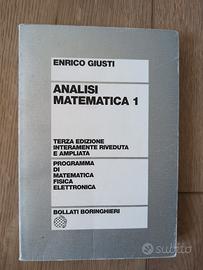 ENRICO GIUSTI
ANALISI
MATEMATICA 1
TERZA EDIZIONE
INTERAMENTE RIVEDUTA
E AMPLIATA
PROGRAMMA
DI
MATEMATICA
FISICA
ELETTRONICA
BOLLATI BORINGHIERI
subito